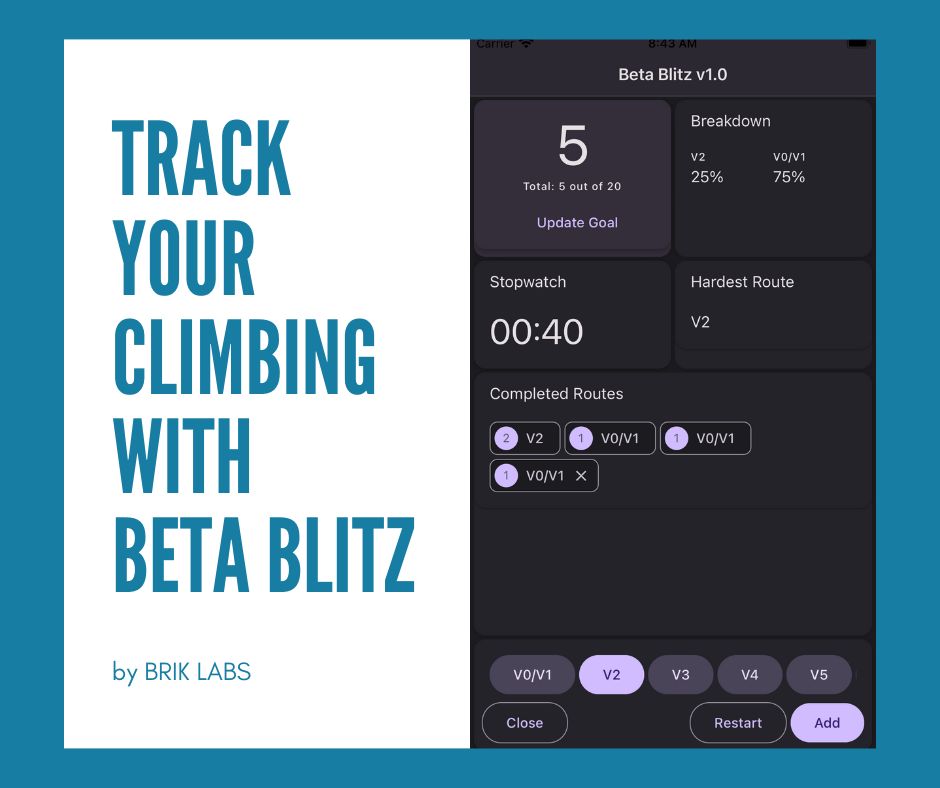 TRACK
YOUR
CLIMBING
WITH
BETA BLITZ
by BRIK LABS
Carrier 8:43 AM
Beta Blitz v1.0
5
Total: 5 out of 20
Update Goal
Breakdown
V2 V0/V1
25% 75%
Stopwatch
00:40
Hardest Route
V2
Completed Routes
2 V2 1 V0/V1 1 V0/V1
1 V0/V1 ×
V0/V1 V2 V3 V4 V5
Close Restart Add